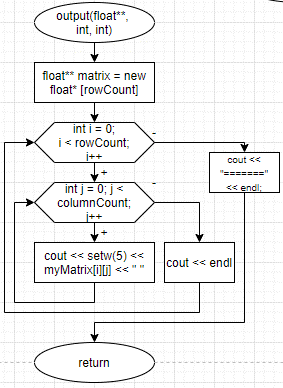 output(float**,
int, int)
float** matrix = new
float* [rowCount]
int i = 0;
i < rowCount;
i++
-
+
cout <<
"======="
<< endl;
int j = 0; j <
columnCount;
j++
-
+
cout << setw(5) <<
myMatrix[i][j] << " "
cout << endl
return